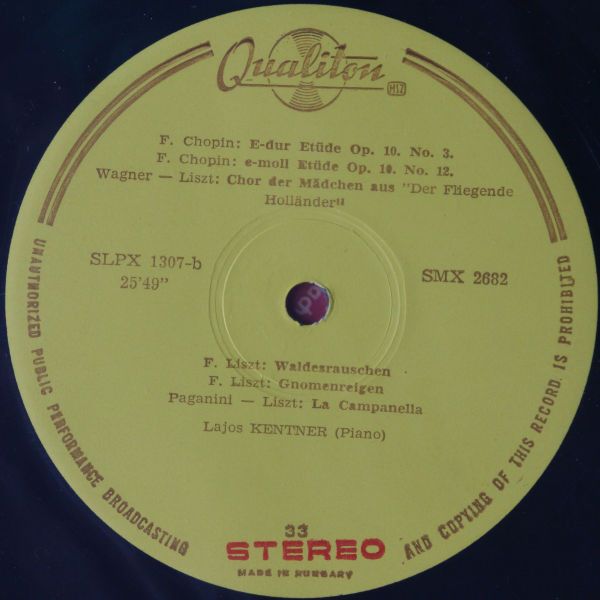 Qualiton
MHV
F. Chopin: E-dur Etüde Op. 10. No. 3.
F. Chopin: e-moll Etüde Op. 10. No. 12.
Wagner — Liszt: Chor der Mädchen aus "Der Fliegende
Holländer"
SLPX 1307-b
25'49"
SMX 2682
F. Liszt: Waldesrauschen
F. Liszt: Gnomenreigen
Paganini — Liszt: La Campanella
Lajos KENTNER (Piano)
33
STEREO
MADE IN HUNGARY
UNAUTHORIZED PUBLIC PERFORMANCE BROADCASTING AND COPYING OF THIS RECORD IS PROHIBITED